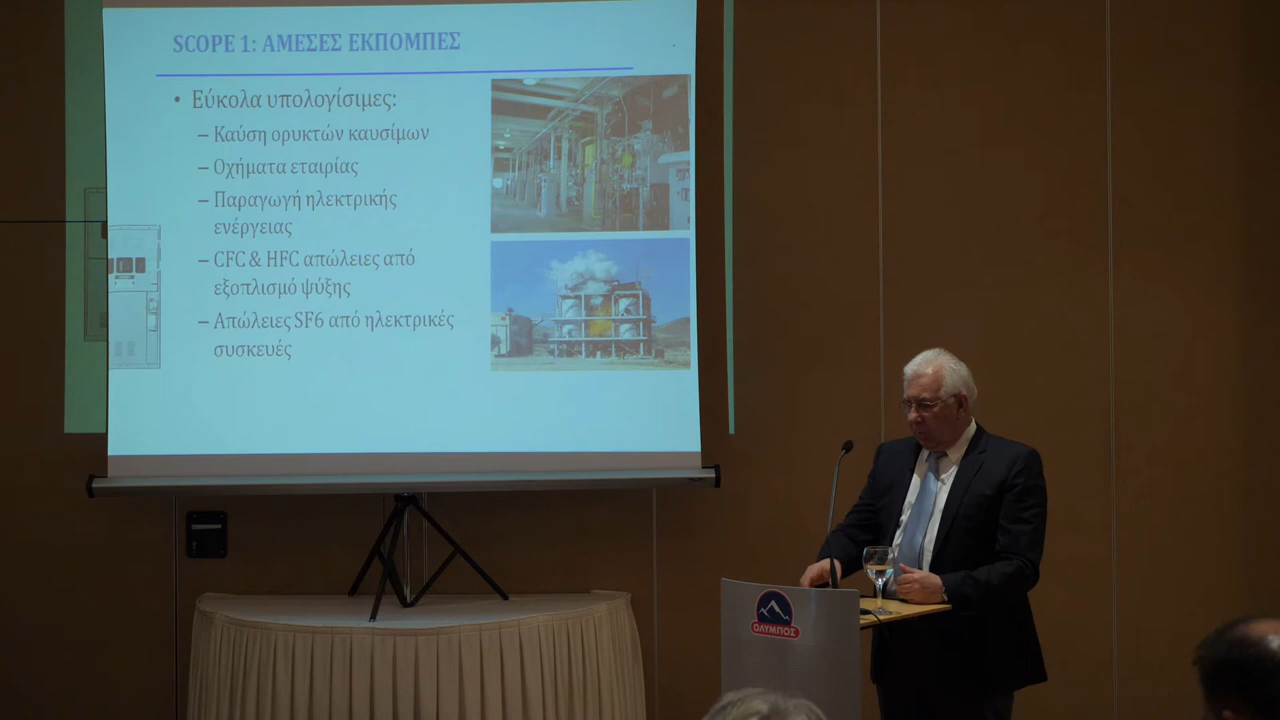 SCOPE 1: ΑΜΕΣΕΣ ΕΚΠΟΜΠΕΣ
• Εύκολα υπολογίσιμες:
– Καύση ορυκτών καυσίμων
– Οχήματα εταιρίας
– Παραγωγή ηλεκτρικής
ενέργειας
– CFC & HFC απώλειες από
εξοπλισμό ψύξης
– Απώλειες SF6 από ηλεκτρικές
συσκευές
ΟΛΥΜΠΟΣ